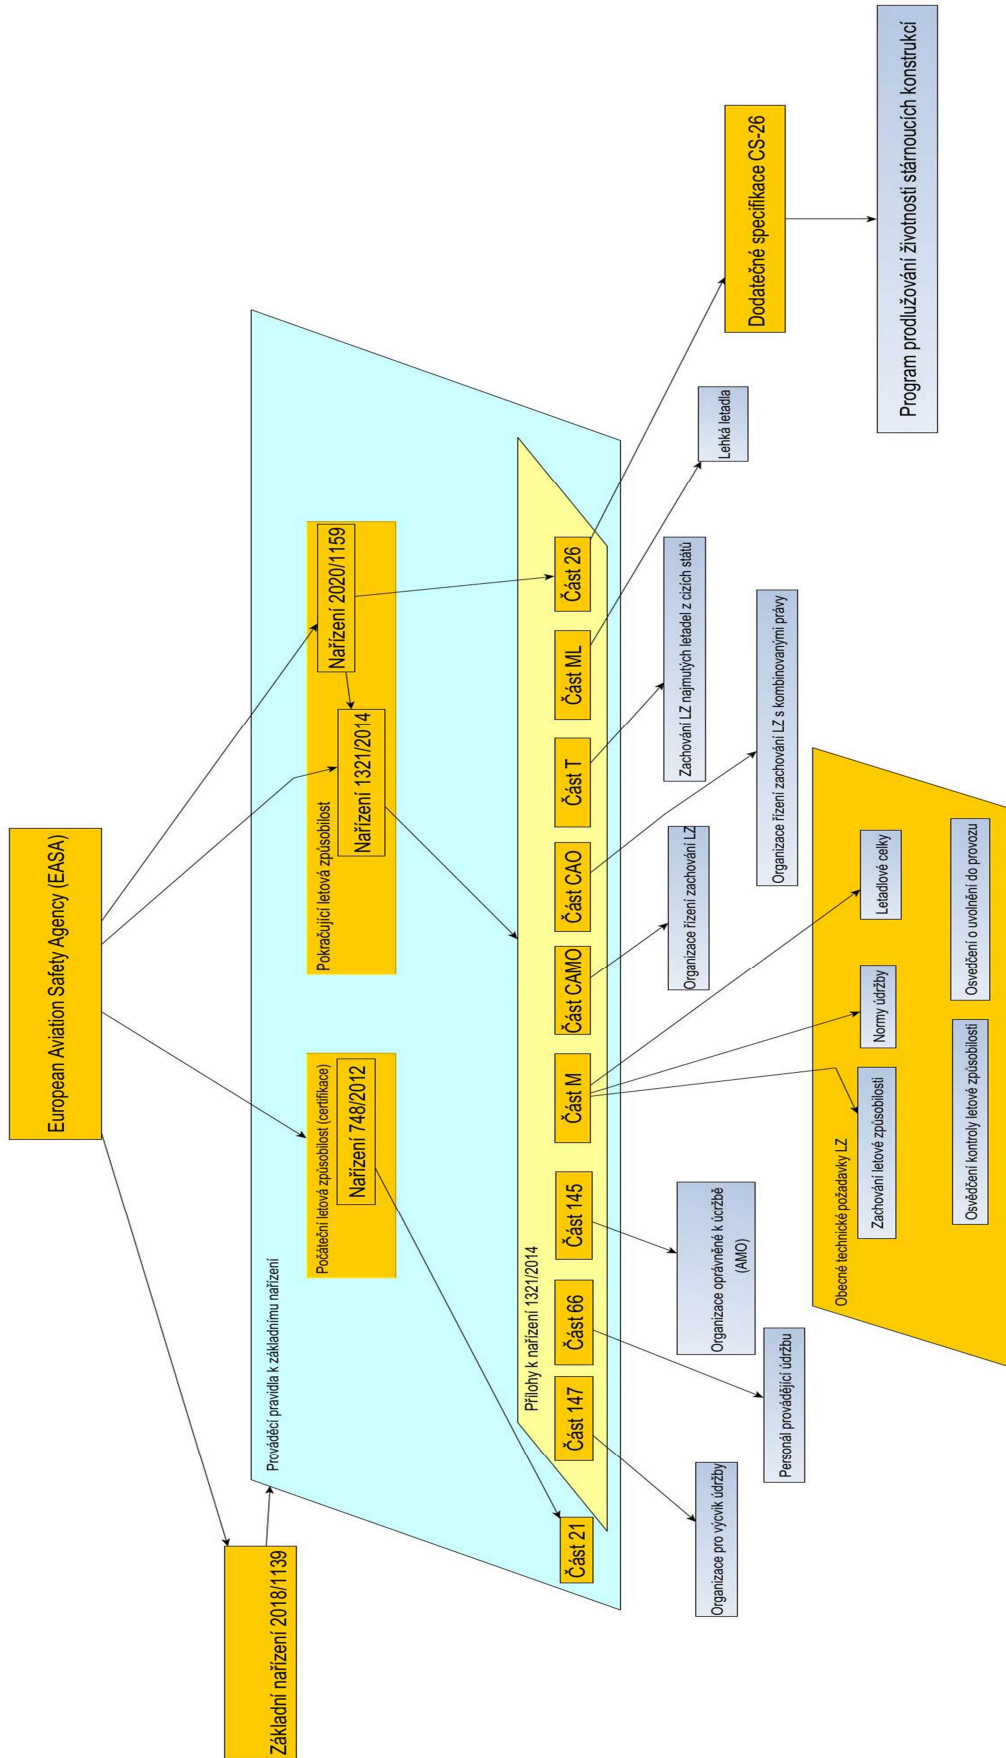 European Aviation Safety Agency (EASA)
Základní nařízení 2018/1139
Prováděcí pravidla k základnímu nařízení
Počáteční letová způsobilost (certifikace)
Nařízení 748/2012
Pokračující letová způsobilost
Nařízení 1321/2014
Nařízení 2020/1159
Přílohy k nařízení 1321/2014
Část 21
Část 147
Část 66
Část 145
Část M
Část CAMO
Část CAO
Část T
Část ML
Část 26
Organizace pro výcvik údržby
Personál provádějící údržbu
Organizace oprávněné k úcržbě
(AMO)
Organizace řízení zachování LZ
Organizace řízení zachování LZ s kombinovanými právy
Zachování LZ najmutých letadel z cizích států
Lehká letadla
Dodatečné specifikace CS-26
Program prodlužování životnosti stárnoucích konstrukcí
Obecné technické požadavky LZ
Zachování letové způsobilosti
Normy údržby
Letadlové celky
Osvědčení kontroly letové způsobilosti
Osvedčení o uvolnění do provozu